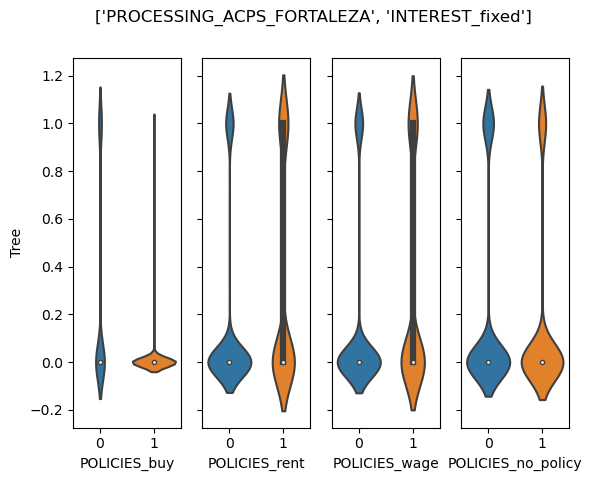 ['PROCESSING_ACPS_FORTALEZA', 'INTEREST_fixed']
1.2
1.0
0.8
0.6
0.4
0.2
0.0
−0.2
Tree
0 1 0 1 0 1 0 1
POLICIES_buy POLICIES_rent POLICIES_wage POLICIES_no_policy